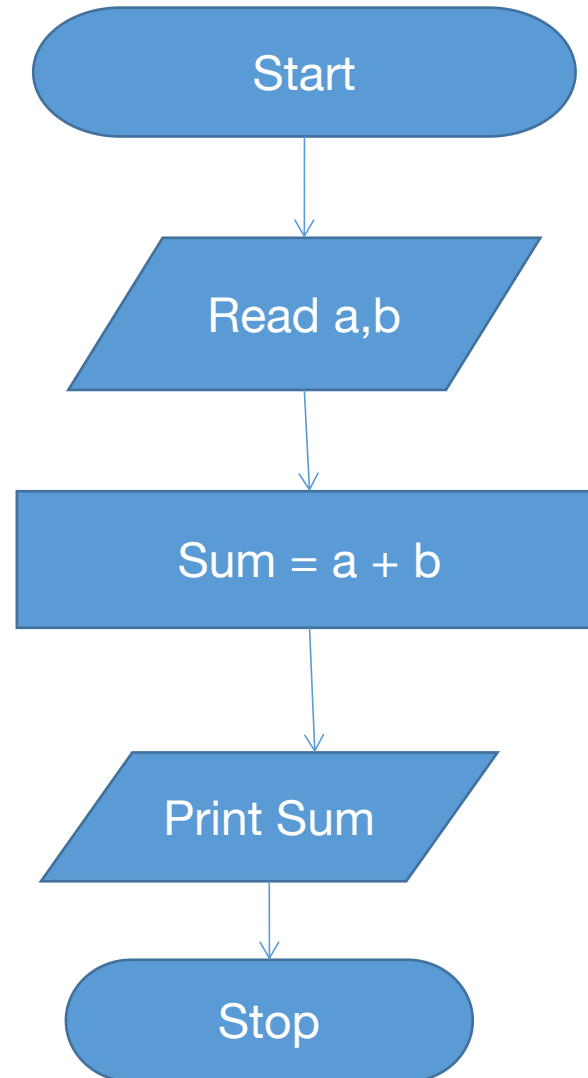 Start
Read a,b
Sum = a + b
Print Sum
Stop